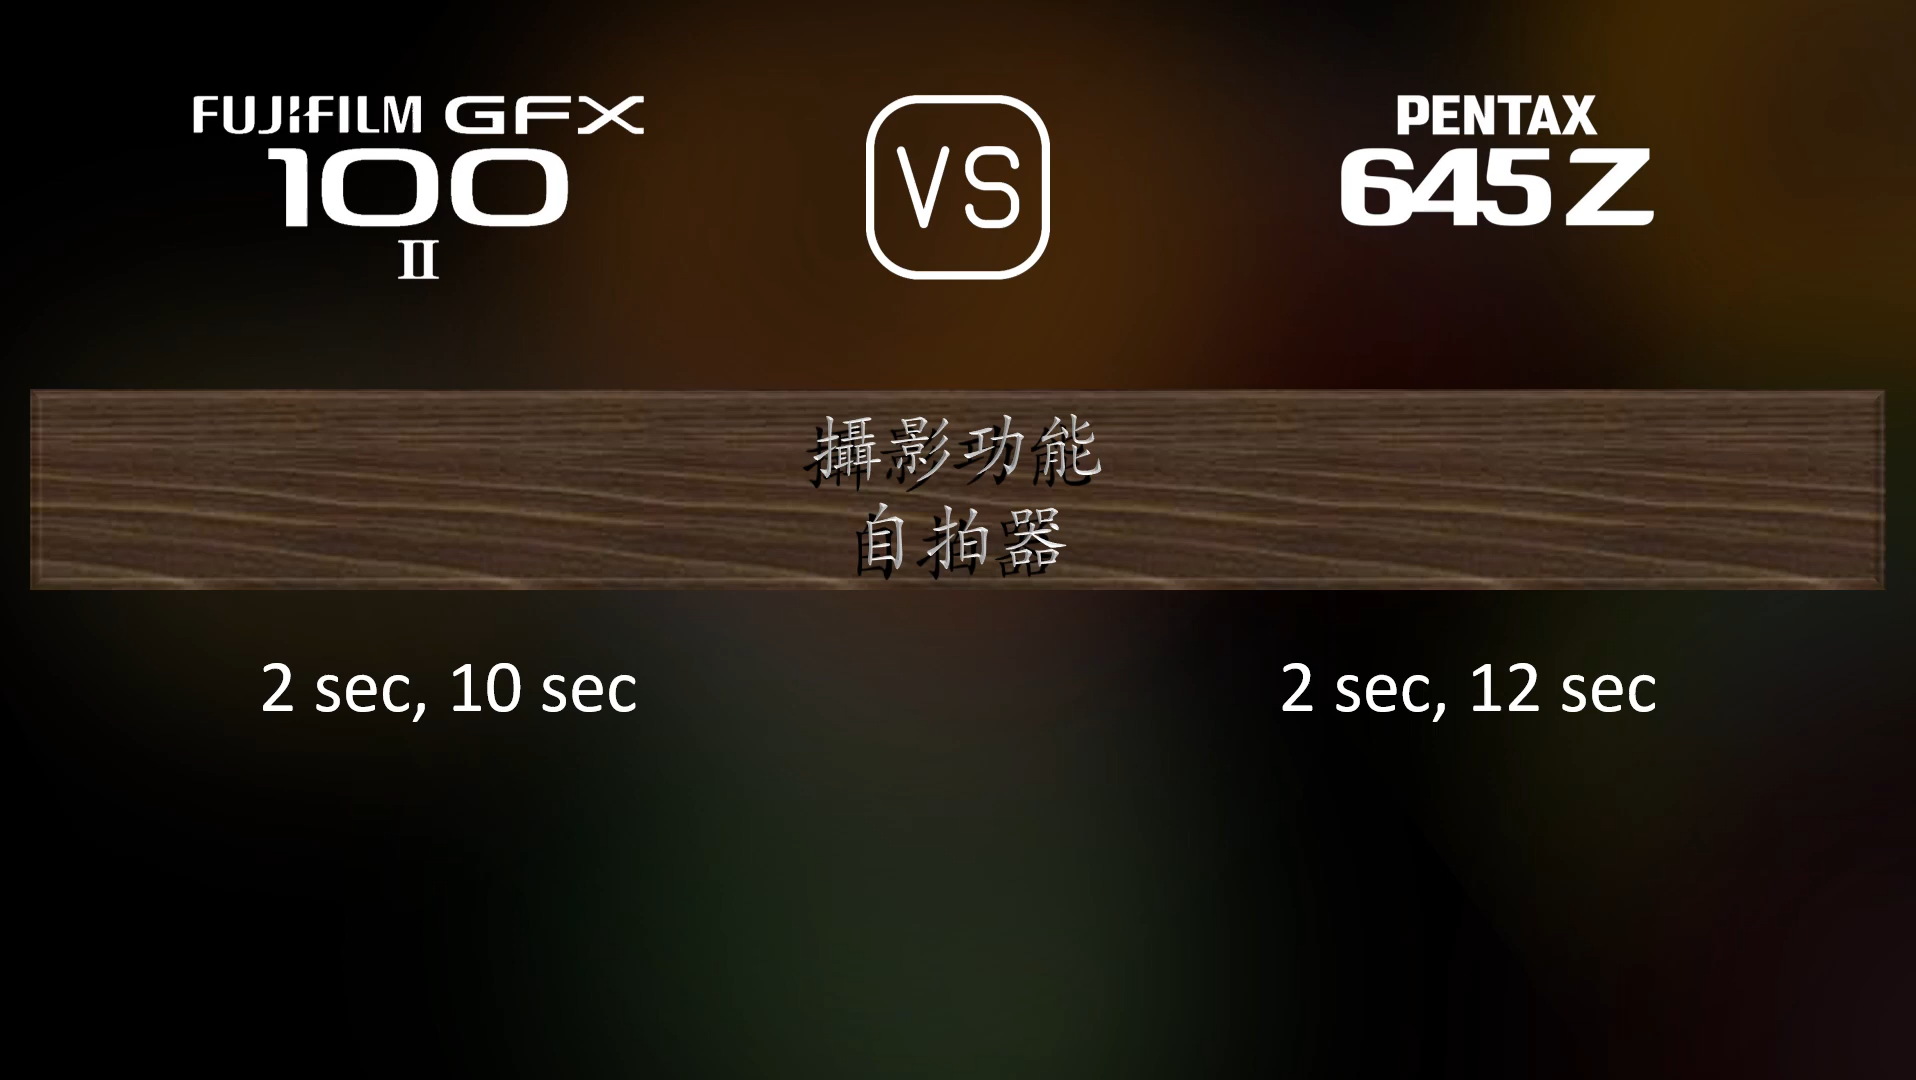 FUJIFILM GFX
100
II
VS
PENTAX
645Z
攝影功能
自拍器
2 sec, 10 sec
2 sec, 12 sec